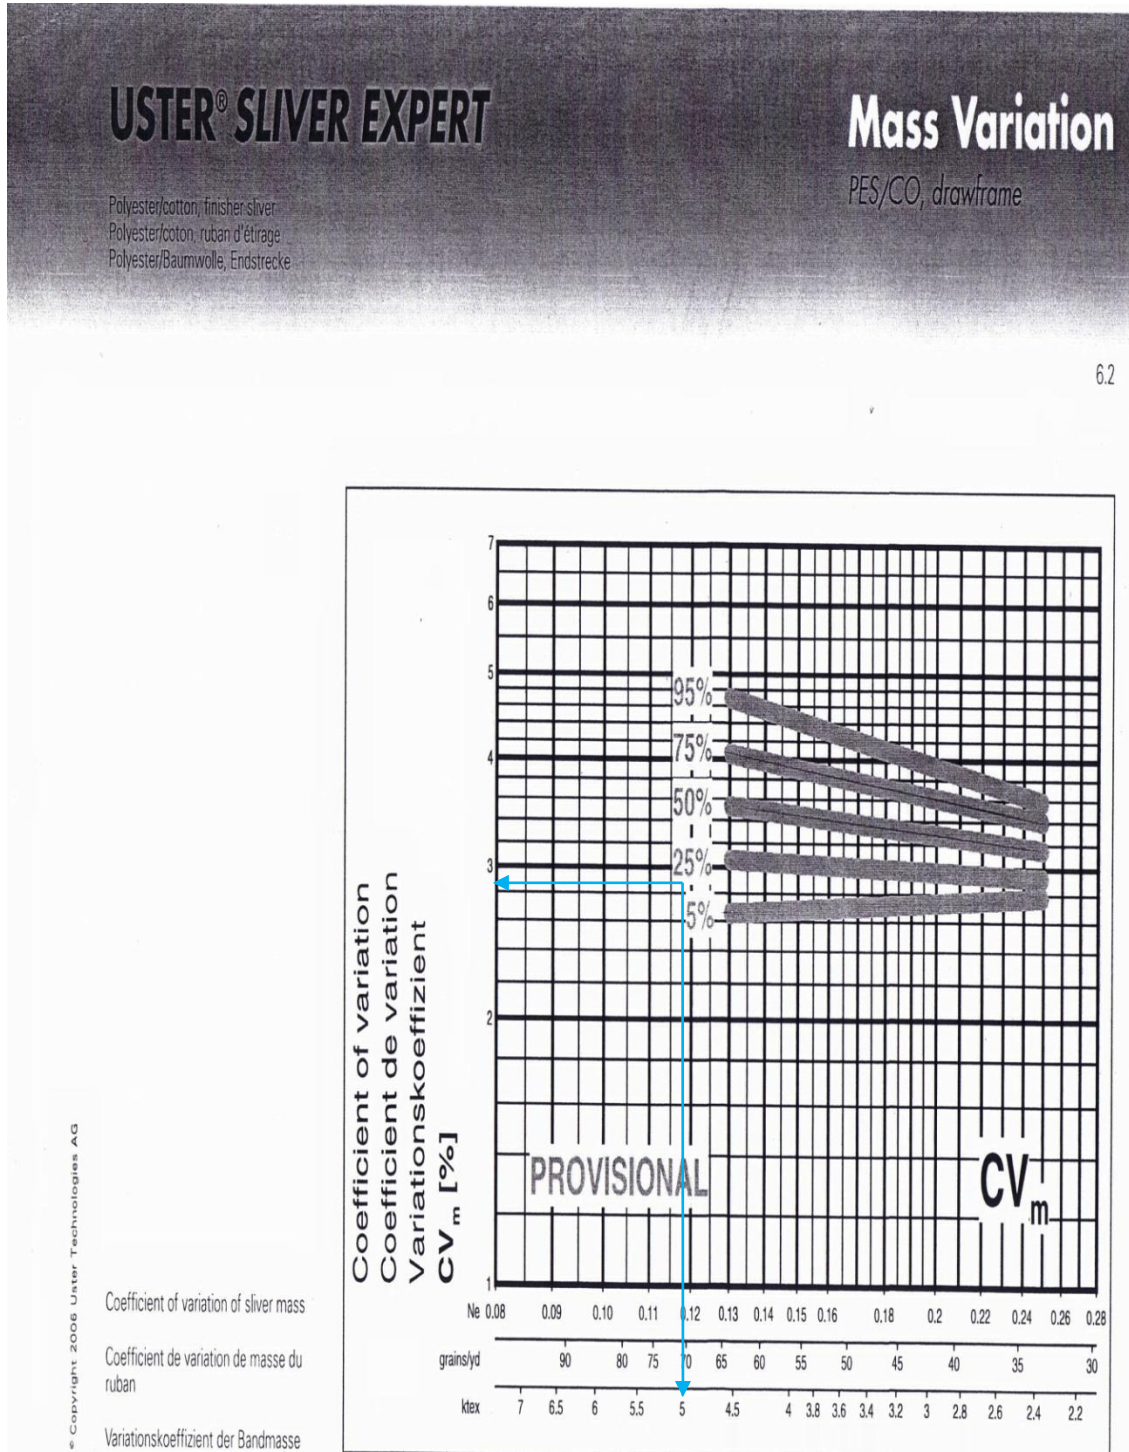 USTER® SLIVER EXPERT
Mass Variation
PES/CO, drawframe
Polyester/cotton, finisher sliver
Polyester/coton, ruban d'étirage
Polyester/Baumwolle, Endstrecke
6.2
7
6
5
4
3
2
1
95%
75%
50%
25%
5%
Coefficient of variation
Coefficient de variation
Variationskoeffizient
CVm [%]
PROVISIONAL
CVm
Ne 0.08 0.09 0.10 0.11 0.12 0.13 0.14 0.15 0.16 0.18 0.2 0.22 0.24 0.26 0.28
grains/yd 90 80 75 70 65 60 55 50 45 40 35 30
ktex 7 6.5 6 5.5 5 4.5 4 3.8 3.6 3.4 3.2 3 2.8 2.6 2.4 2.2
Coefficient of variation of sliver mass
Coefficient de variation de masse du
ruban
Variationskoeffizient der Bandmasse
© Copyright 2006 Uster Technologies AG